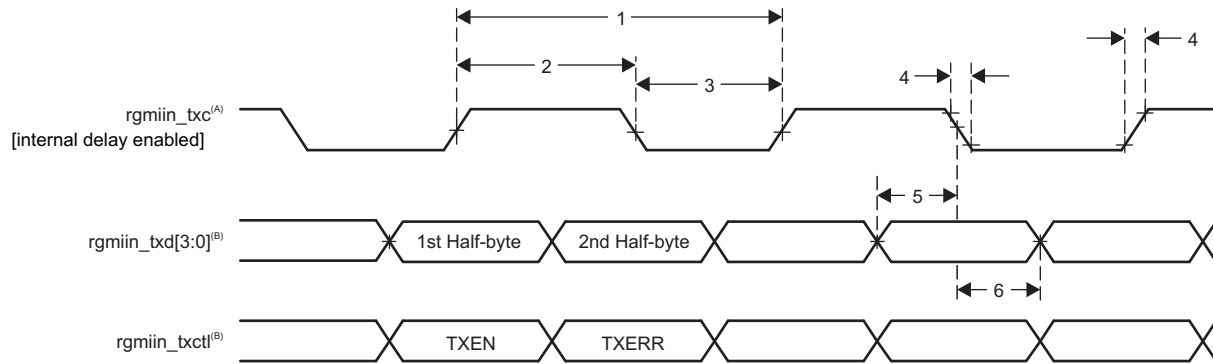 1
4
2
4
3
rgmiin_txc(A)
[internal delay enabled]
5
rgmiin_txd[3:0](B)
1st Half-byte
2nd Half-byte
6
rgmiin_txctl(B)
TXEN
TXERR